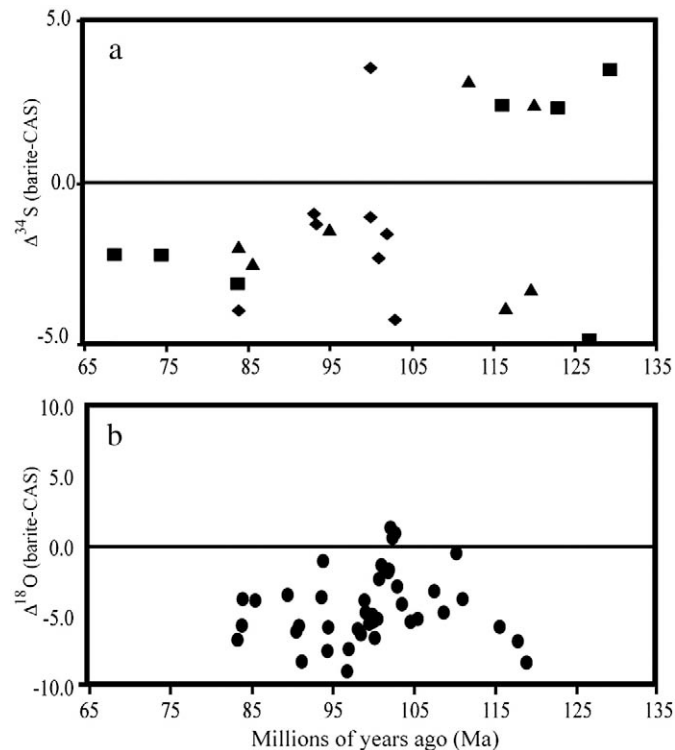 5.0
a
0.0
Δ³⁴S (barite-CAS)
-5.0
65 75 85 95 105 115 125 135
10.0
b
5.0
0.0
Δ¹⁸O (barite-CAS)
-5.0
-10.0
65 75 85 95 105 115 125 135
Millions of years ago (Ma)